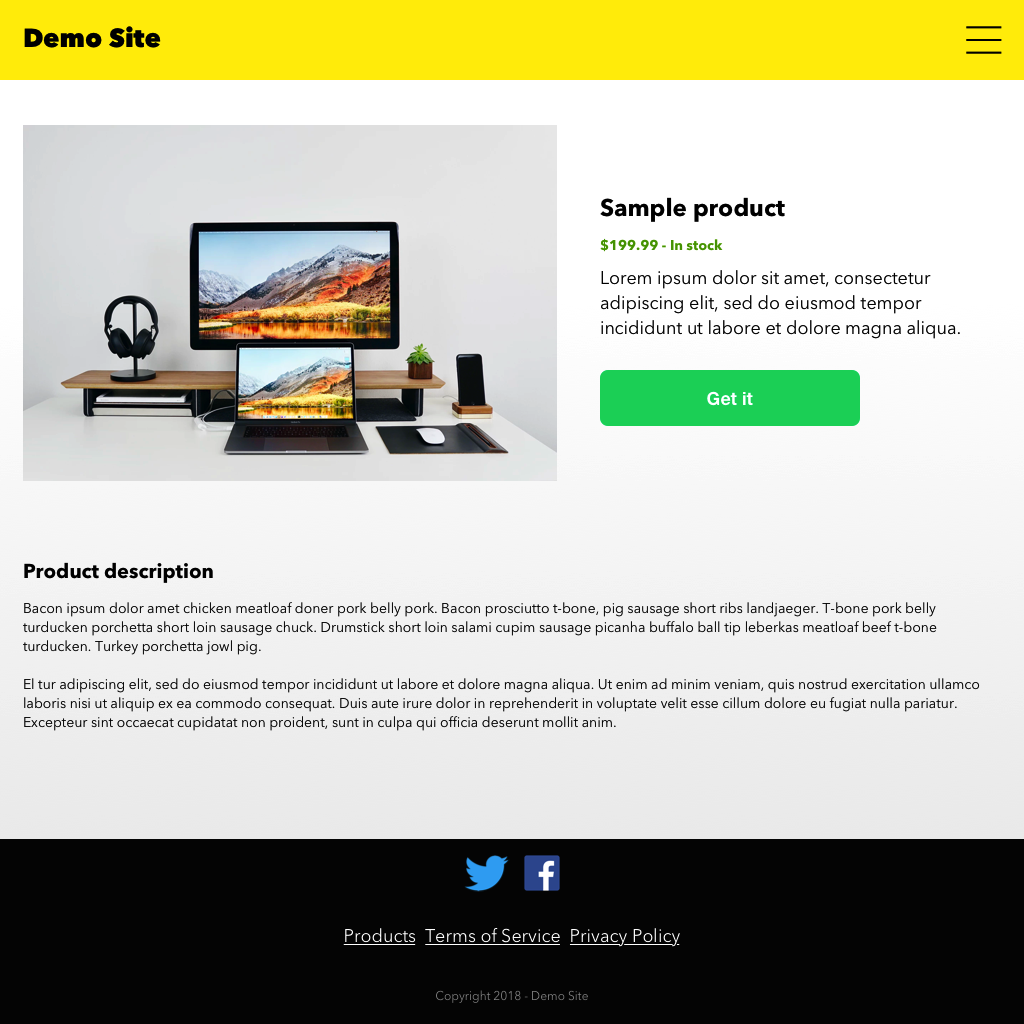 Demo Site
Sample product
$199.99 - In stock
Lorem ipsum dolor sit amet, consectetur
adipiscing elit, sed do eiusmod tempor
incididunt ut labore et dolore magna aliqua.
Get it
Product description
Bacon ipsum dolor amet chicken meatloaf doner pork belly pork. Bacon prosciutto t-bone, pig sausage short ribs landjaeger. T-bone pork belly
turducken porchetta short loin sausage chuck. Drumstick short loin salami cupim sausage picanha buffalo ball tip leberkas meatloaf beef t-bone
turducken. Turkey porchetta jowl pig.
El tur adipiscing elit, sed do eiusmod tempor incididunt ut labore et dolore magna aliqua. Ut enim ad minim veniam, quis nostrud exercitation ullamco
laboris nisi ut aliquip ex ea commodo consequat. Duis aute irure dolor in reprehenderit in voluptate velit esse cillum dolore eu fugiat nulla pariatur.
Excepteur sint occaecat cupidatat non proident, sunt in culpa qui officia deserunt mollit anim.
Products Terms of Service Privacy Policy
Copyright 2018 - Demo Site